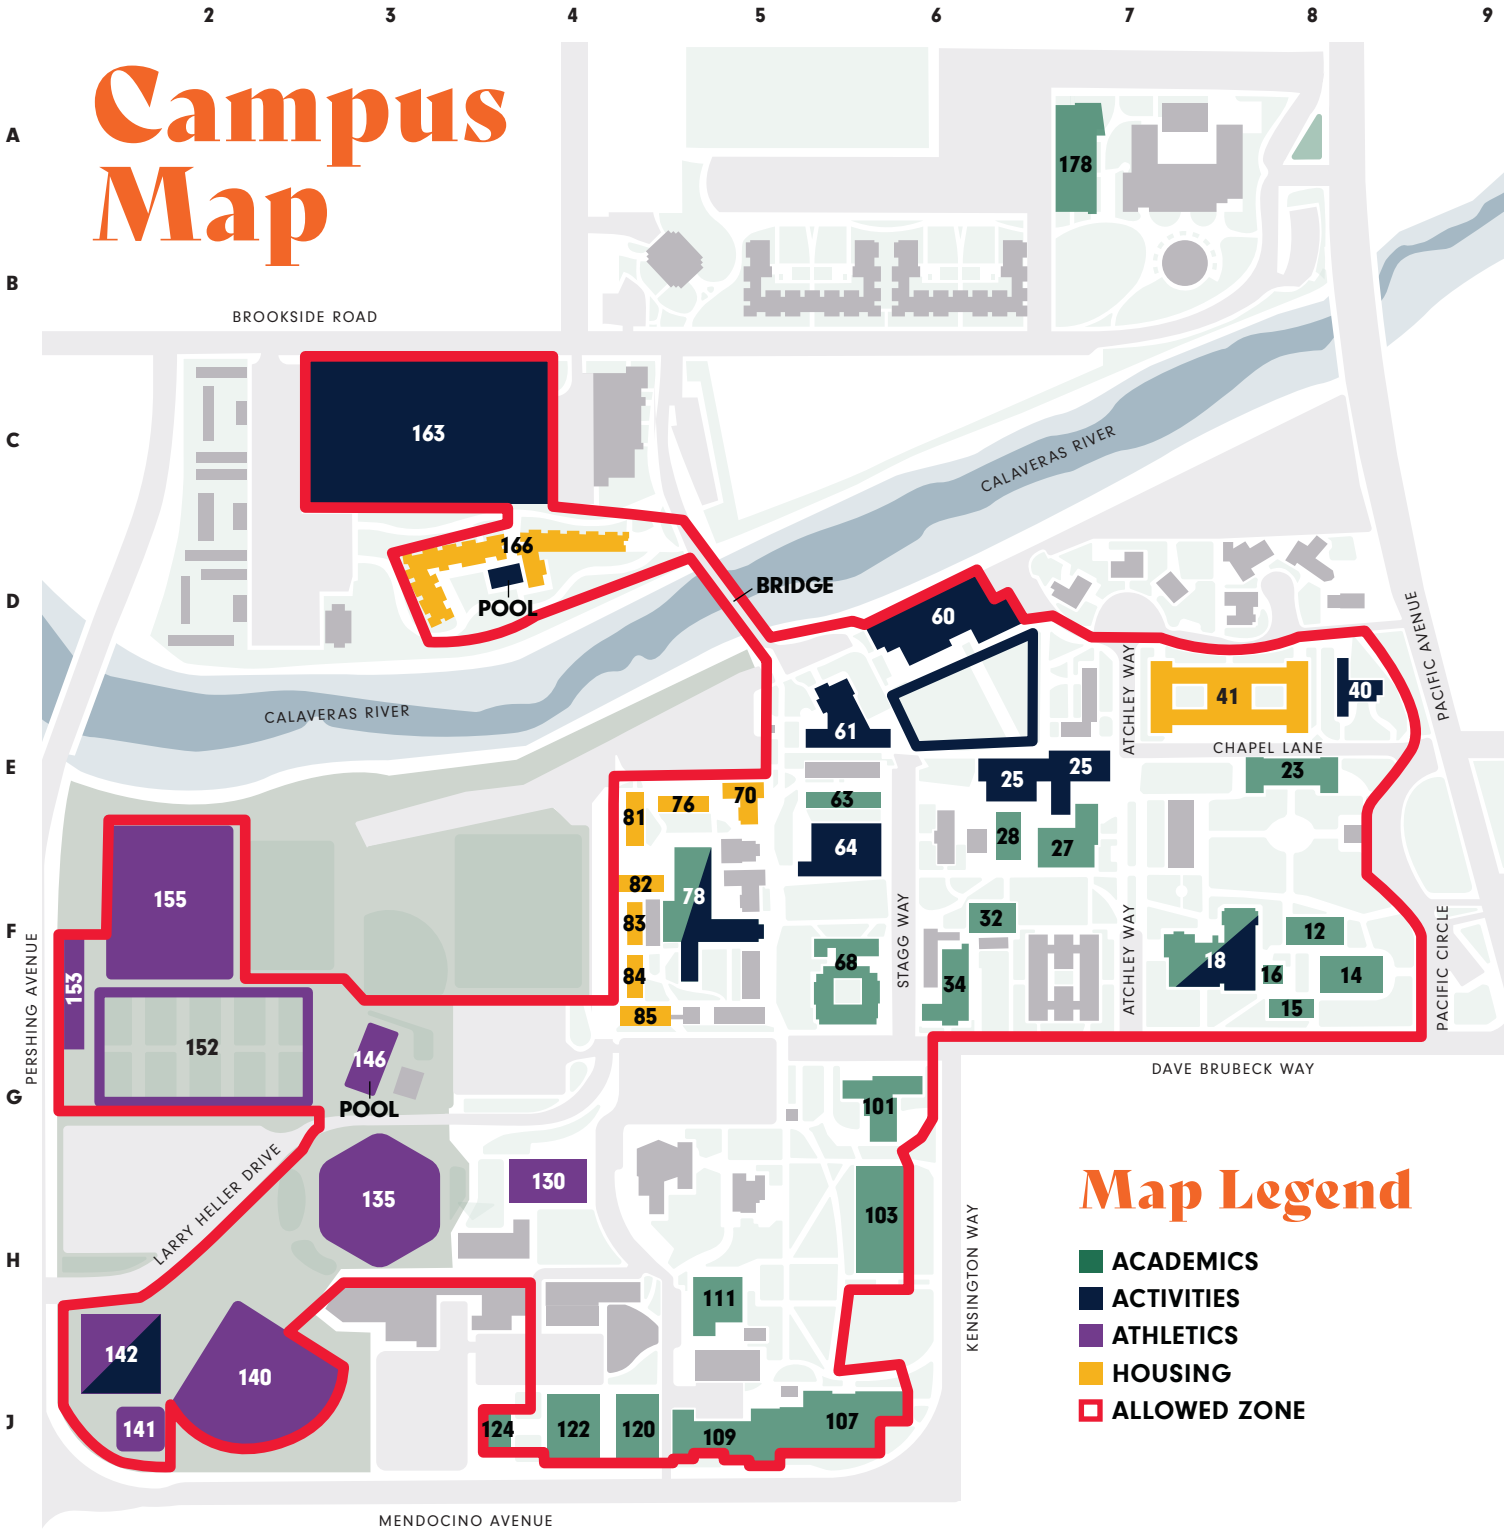 2 3 4 5 6 7 8 9
Campus
Map
A
178
B
BROOKSIDE ROAD
C
163
CALAVERAS RIVER
166
POOL
BRIDGE
D
60
PACIFIC AVENUE
ATCHLEY WAY
41
40
CALAVERAS RIVER
61
CHAPEL LANE
E
25
25
23
81
76
70
63
28
27
64
155
82
78
83
F
32
STAGG WAY
ATCHLEY WAY
12
PACIFIC CIRCLE
PERSHING AVENUE
153
84
68
34
18
16
14
85
15
152
146
POOL
DAVE BRUBECK WAY
G
101
LARRY HELLER DRIVE
135
130
103
KENSINGTON WAY
H
111
142
140
J
141
124
122
120
109
107
MENDOCINO AVENUE
Map Legend
ACADEMICS
ACTIVITIES
ATHLETICS
HOUSING
ALLOWED ZONE